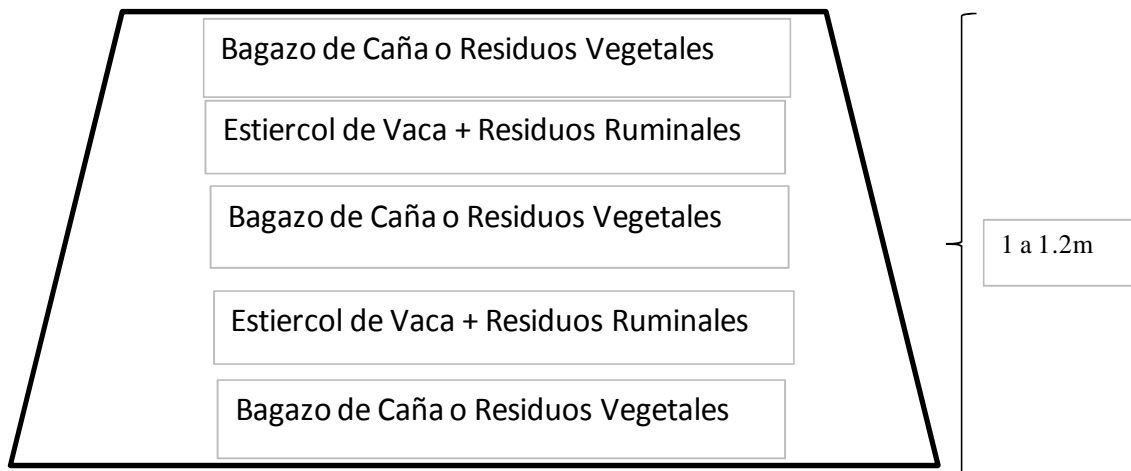 Bagazo de Caña o Residuos Vegetales
Estiercol de Vaca + Residuos Ruminales
Bagazo de Caña o Residuos Vegetales
1 a 1.2m
Estiercol de Vaca + Residuos Ruminales
Bagazo de Caña o Residuos Vegetales